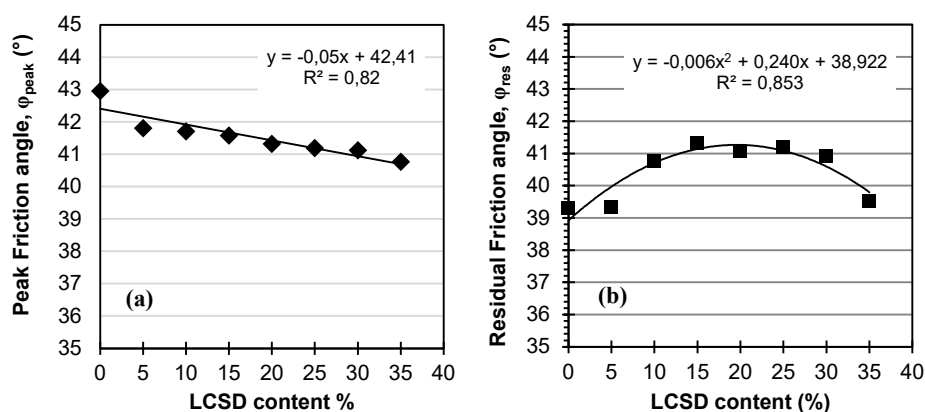 Peak Friction angle, φpeak (°)
45
44
43
42
41
40
39
38
37
36
35
y = -0,05x + 42,41
R² = 0,82
(a)
0 5 10 15 20 25 30 35 40
LCSD content %
Residual Friction angle, φres (°)
45
44
43
42
41
40
39
38
37
36
35
y = -0,006x² + 0,240x + 38,922
R² = 0,853
(b)
0 5 10 15 20 25 30 35 40
LCSD content (%)